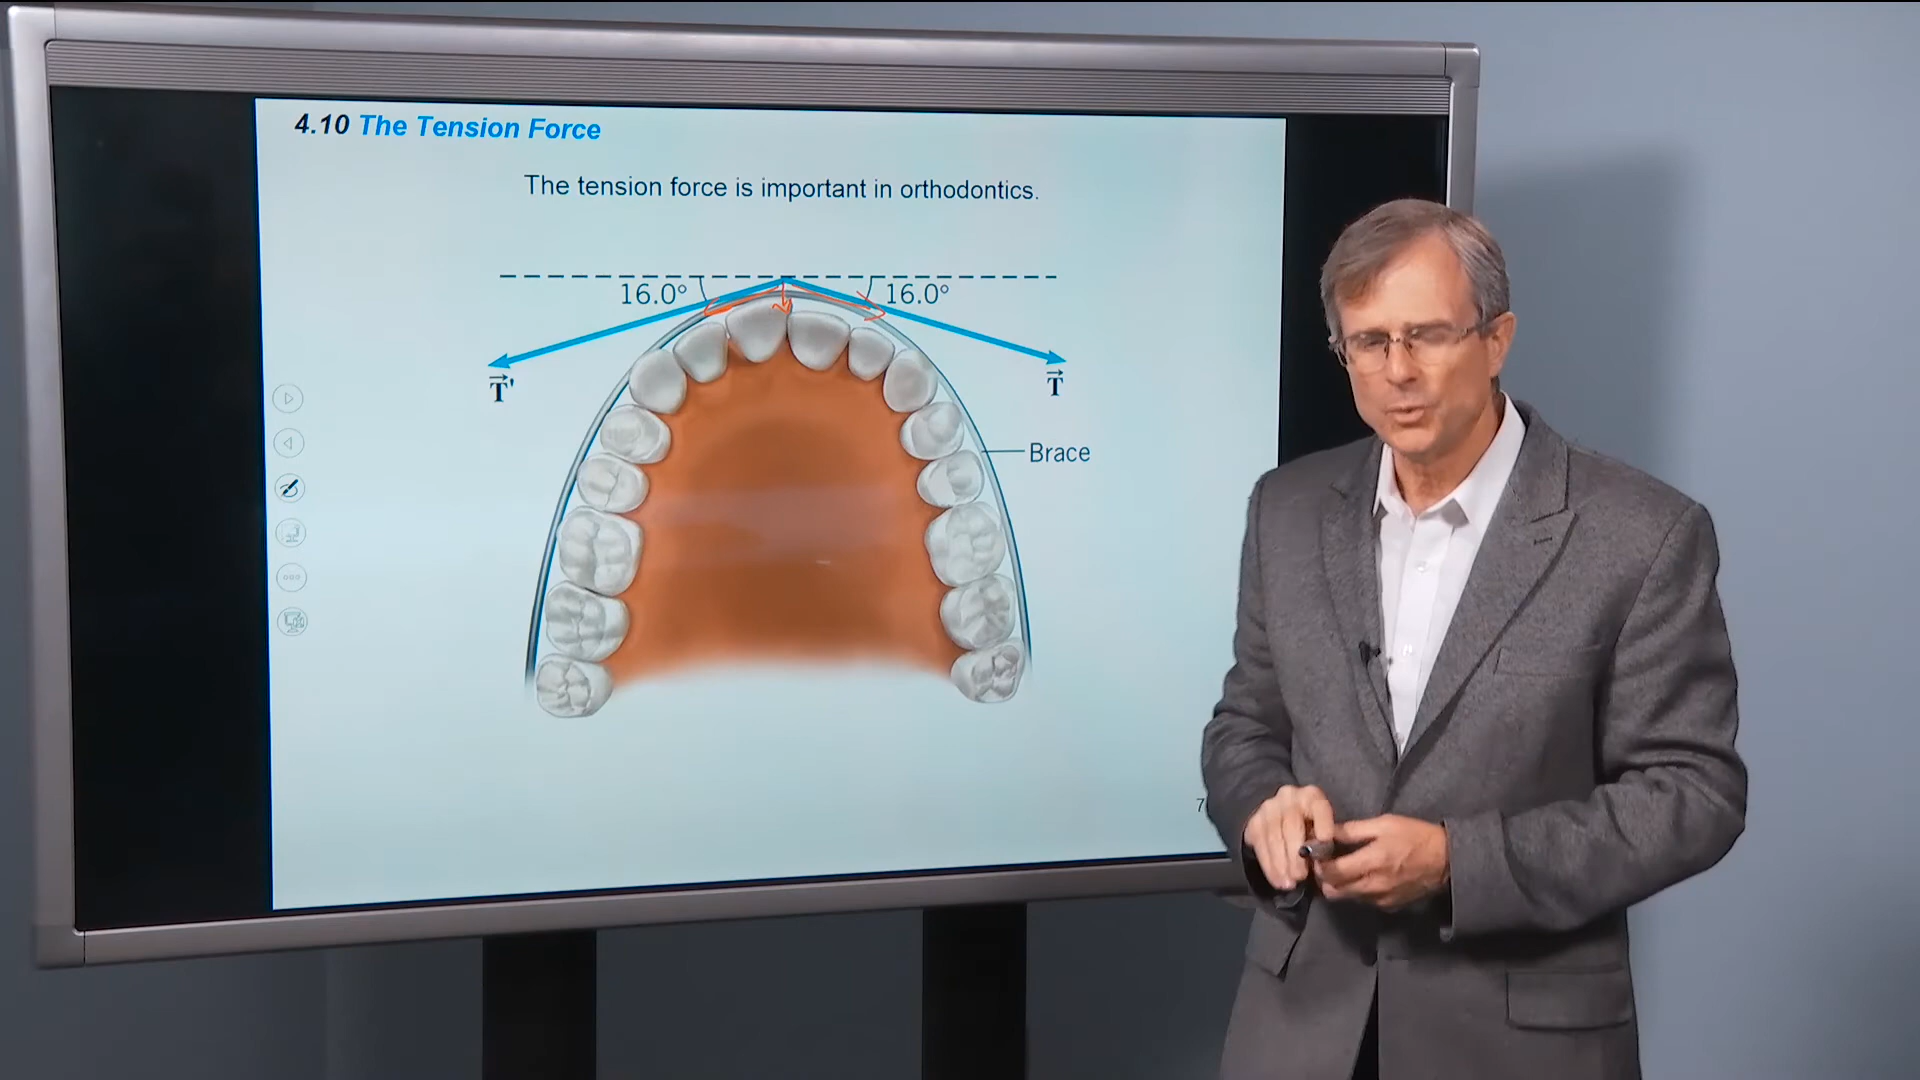 4.10 The Tension Force
The tension force is important in orthodontics.
16.0° 16.0°
T⃗' T⃗
Brace